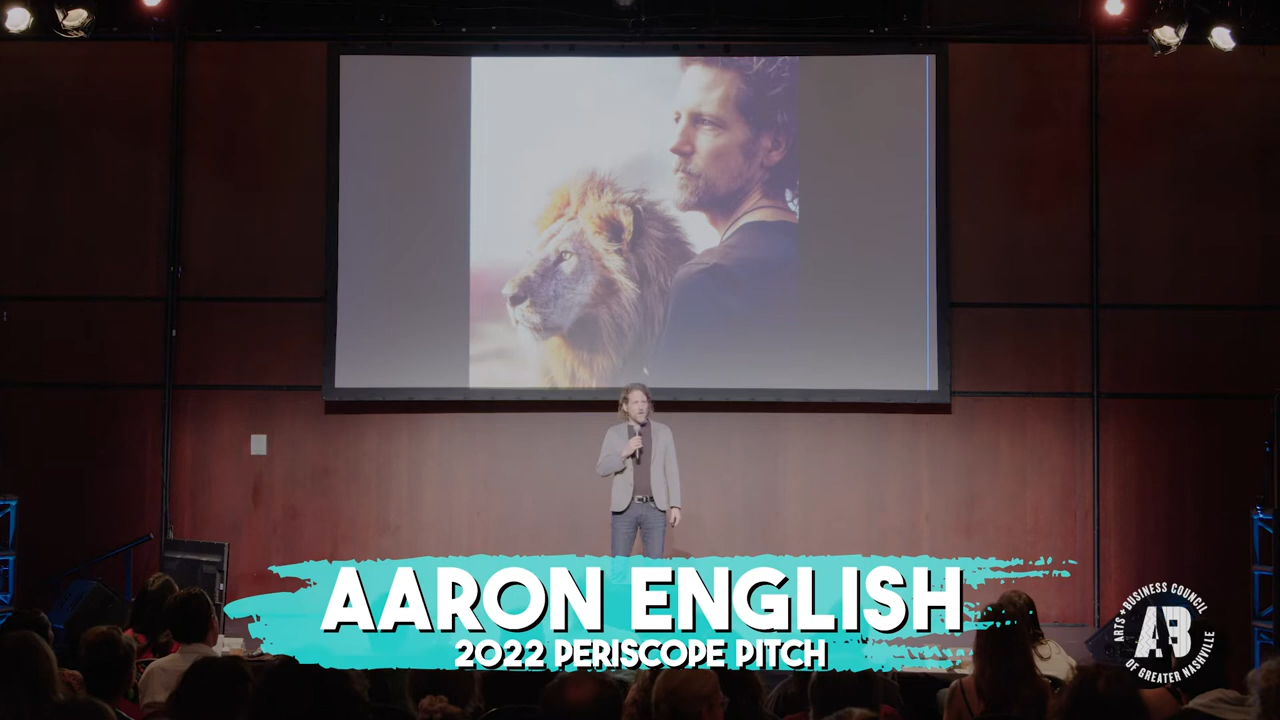 AARON ENGLISH
2022 PERISCOPE PITCH
ARTS + BUSINESS COUNCIL
AB
OF GREATER NASHVILLE